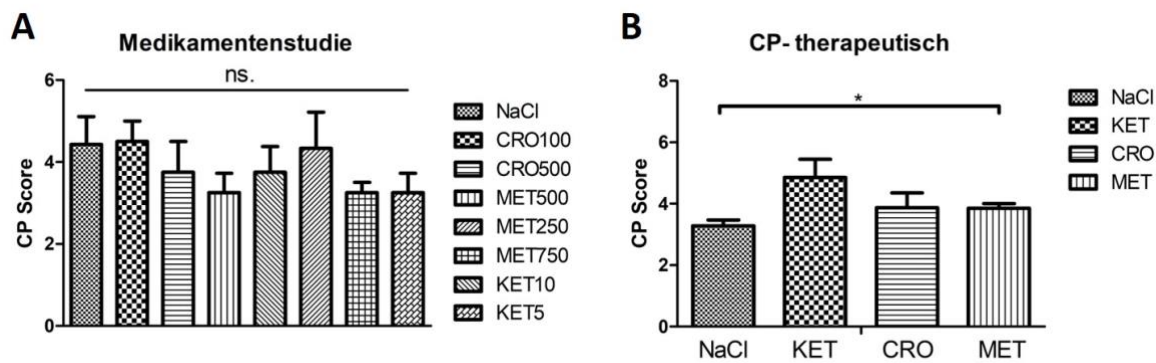 A
Medikamentenstudie
ns.
6
4
2
0
CP Score
NaCl
CRO100
CRO500
MET500
MET250
MET750
KET10
KET5
B
CP- therapeutisch
*
8
6
4
2
0
CP Score
NaCl
KET
CRO
MET
NaCl
KET
CRO
MET